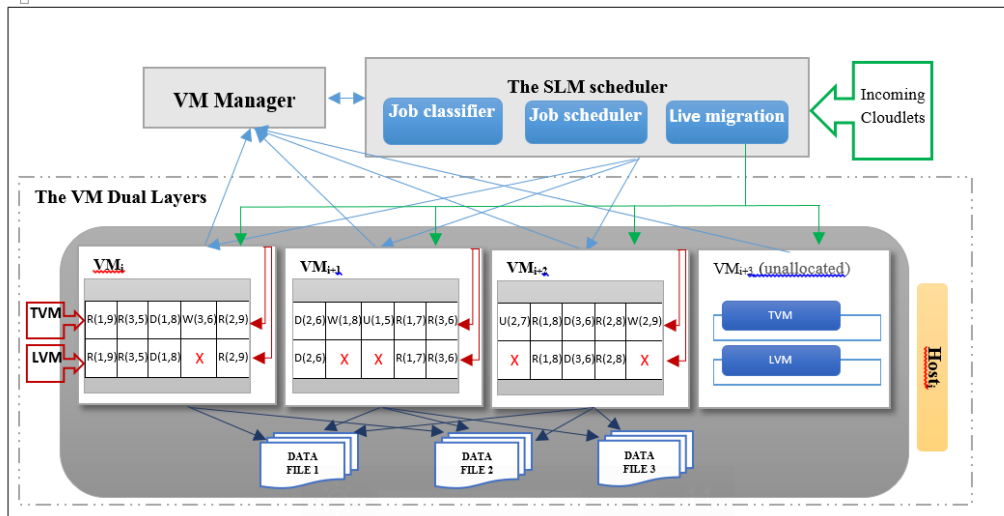 The SLM scheduler
VM Manager
Job classifier
Job scheduler
Live migration
Incoming
Cloudlets
The VM Dual Layers
VMi
VMi+1
VMi+2
VMi+3 (unallocated)
TVM
R(1,9) R(3,5) D(1,8) W(3,6) R(2,9)
D(2,6) W(1,8) U(1,5) R(1,7) R(3,6)
U(2,7) R(1,8) D(3,6) R(2,8) W(2,9)
TVM
LVM
R(1,9) R(3,5) D(1,8) X R(2,9)
D(2,6) X X R(1,7) R(3,6)
X R(1,8) D(3,6) R(2,8) X
LVM
Hosti
DATA
FILE 1
DATA
FILE 2
DATA
FILE 3